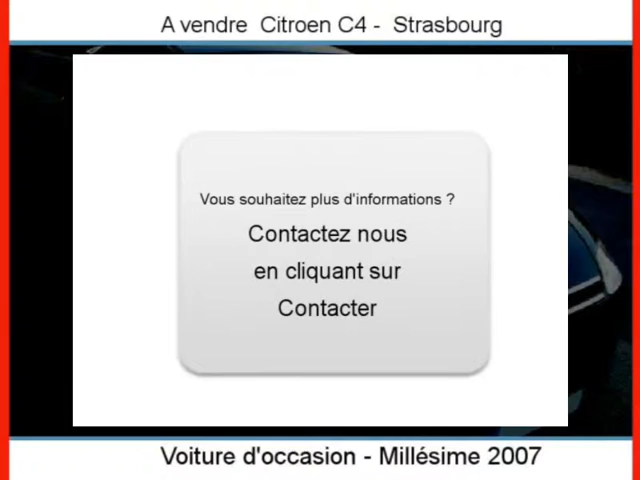 A vendre Citroen C4 - Strasbourg
Vous souhaitez plus d'informations ?
Contactez nous
en cliquant sur
Contacter
Voiture d'occasion - Millésime 2007